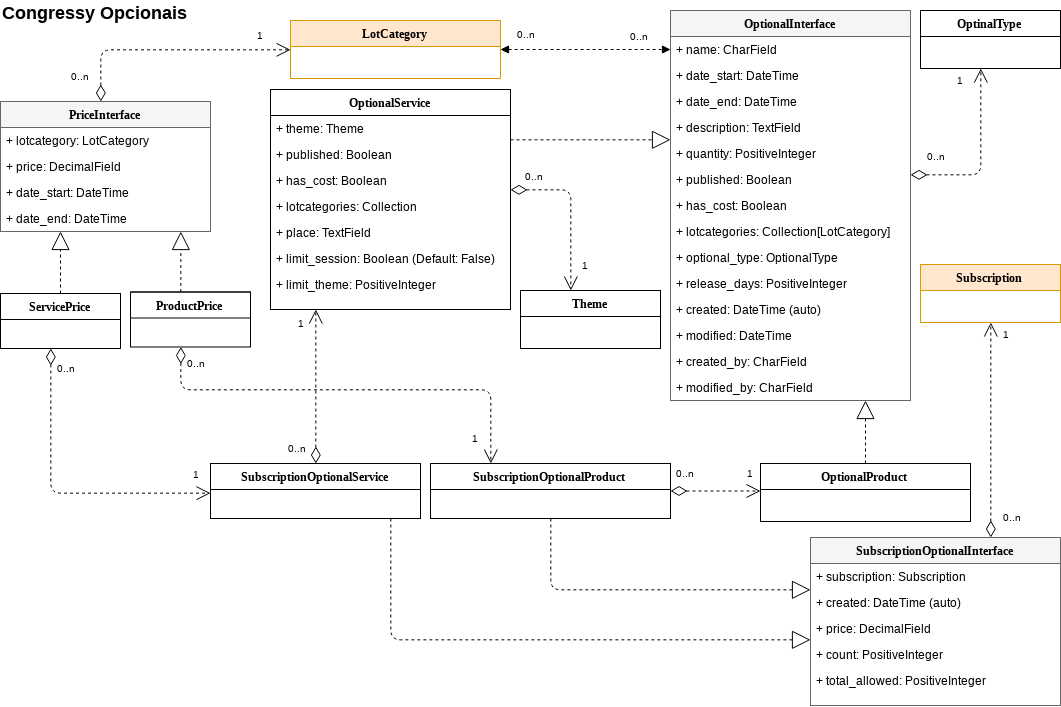 Congressy Opcionais
LotCategory
1
0..n
0..n
0..n
PriceInterface
+ lotcategory: LotCategory
+ price: DecimalField
+ date_start: DateTime
+ date_end: DateTime
OptionalService
+ theme: Theme
+ published: Boolean
+ has_cost: Boolean
+ lotcategories: Collection
+ place: TextField
+ limit_session: Boolean (Default: False)
+ limit_theme: PositiveInteger
OptionalInterface
+ name: CharField
+ date_start: DateTime
+ date_end: DateTime
+ description: TextField
+ quantity: PositiveInteger
+ published: Boolean
+ has_cost: Boolean
+ lotcategories: Collection[LotCategory]
+ optional_type: OptionalType
+ release_days: PositiveInteger
+ created: DateTime (auto)
+ modified: DateTime
+ created_by: CharField
+ modified_by: CharField
OptinalType
1
0..n
0..n
1
Theme
Subscription
1
0..n
ServicePrice
ProductPrice
0..n
0..n
1
0..n
1
1
SubscriptionOptionalService
SubscriptionOptionalProduct
0..n
1
OptionalProduct
SubscriptionOptionalInterface
+ subscription: Subscription
+ created: DateTime (auto)
+ price: DecimalField
+ count: PositiveInteger
+ total_allowed: PositiveInteger